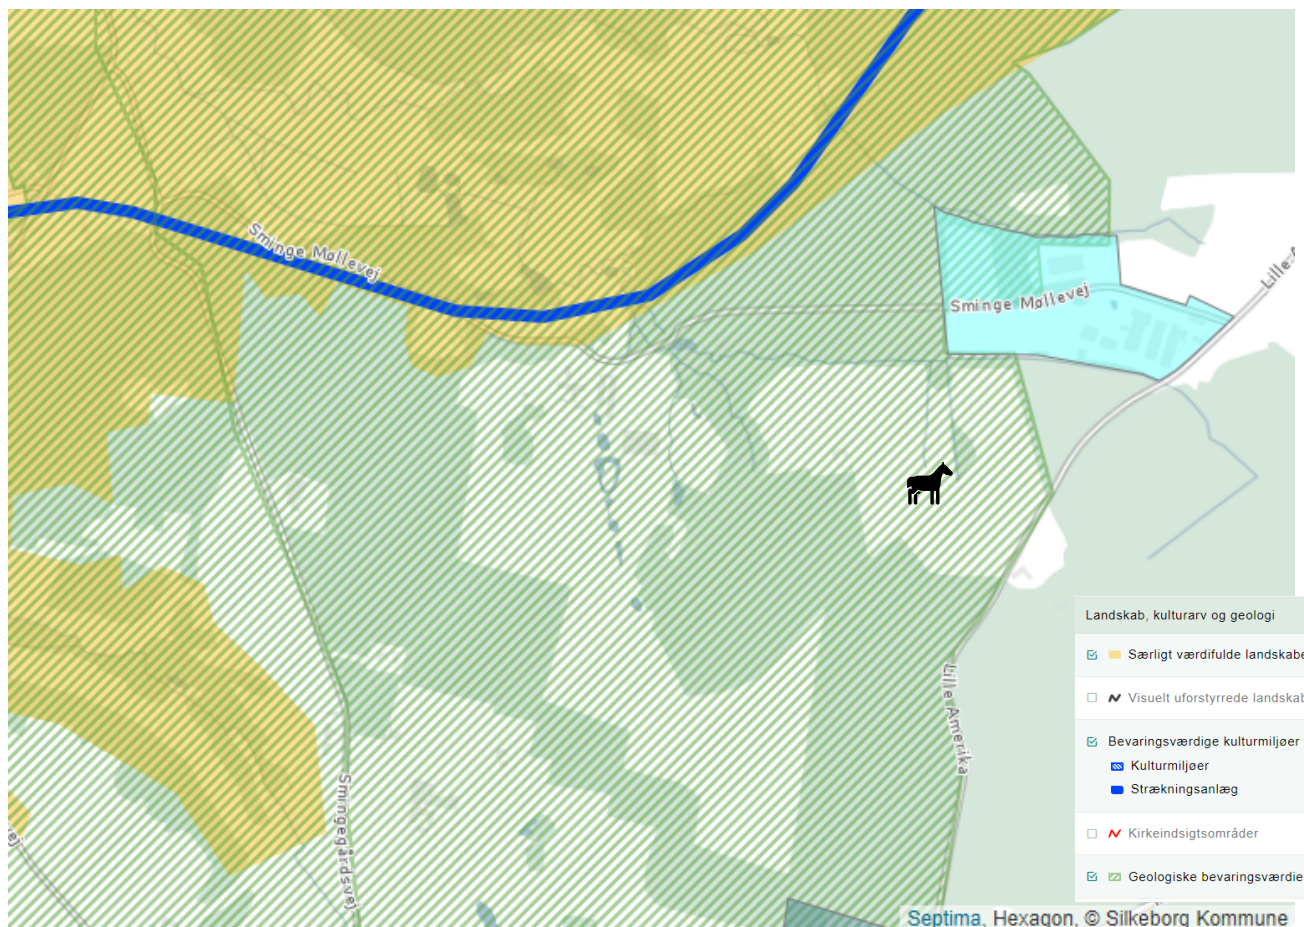 Sminge Møllevej
Sminge Møllevej
Lille
Lille Amerika
Smingegårdsvej
Landskab, kulturarv og geologi
Særligt værdifulde landskabe
Visuelt uforstyrrede landskab
Bevaringsværdige kulturmiljøer
Kulturmiljøer
Strækningsanlæg
Kirkeindsigtsområder
Geologiske bevaringsværdie
Septima, Hexagon, © Silkeborg Kommune